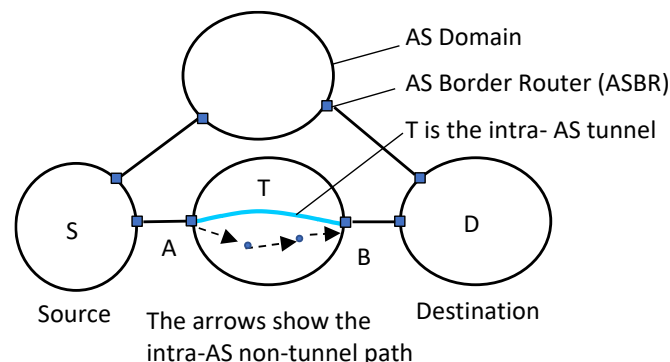 AS Domain
AS Border Router (ASBR)
T is the intra- AS tunnel
T
S
D
A
B
Source
Destination
The arrows show the
intra-AS non-tunnel path